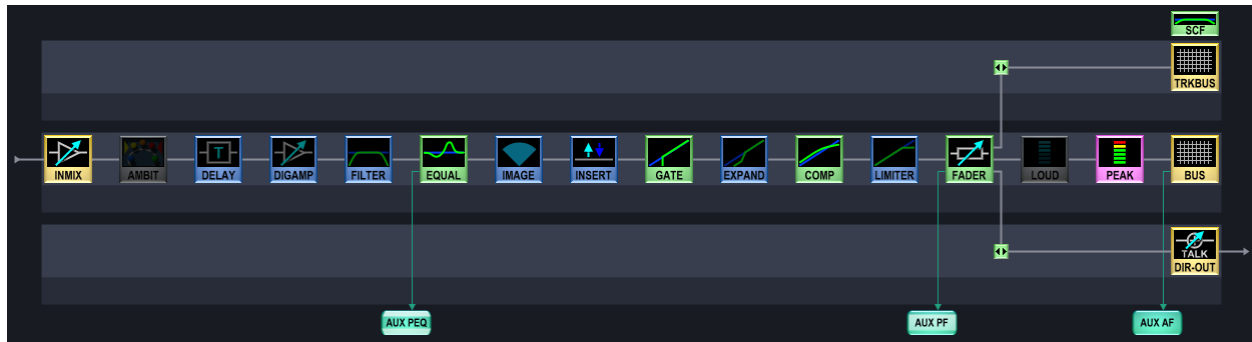 SCF
TRKBUS
INMIX
AMBIT
T
DELAY
DIGAMP
FILTER
EQUAL
IMAGE
INSERT
GATE
EXPAND
COMP
LIMITER
FADER
LOUD
PEAK
BUS
TALK
DIR-OUT
AUX PEQ
AUX PF
AUX AF